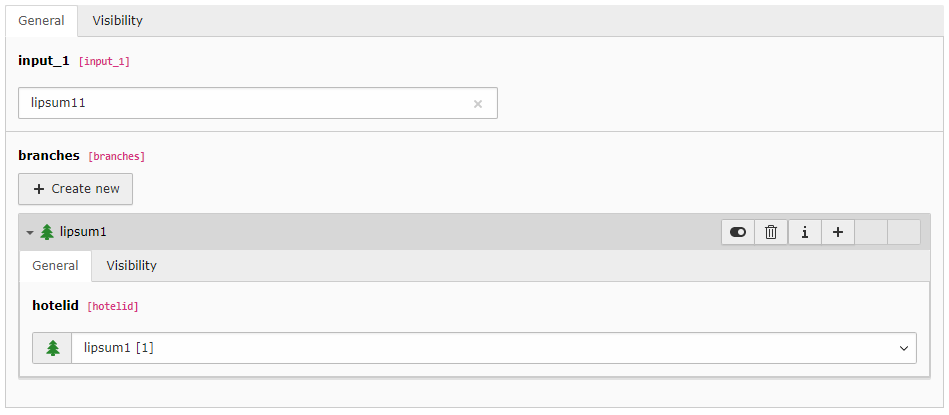 General Visibility
input_1 [input_1]
lipsum11
branches [branches]
+ Create new
lipsum1
General Visibility
hotelid [hotelid]
lipsum1 [1]